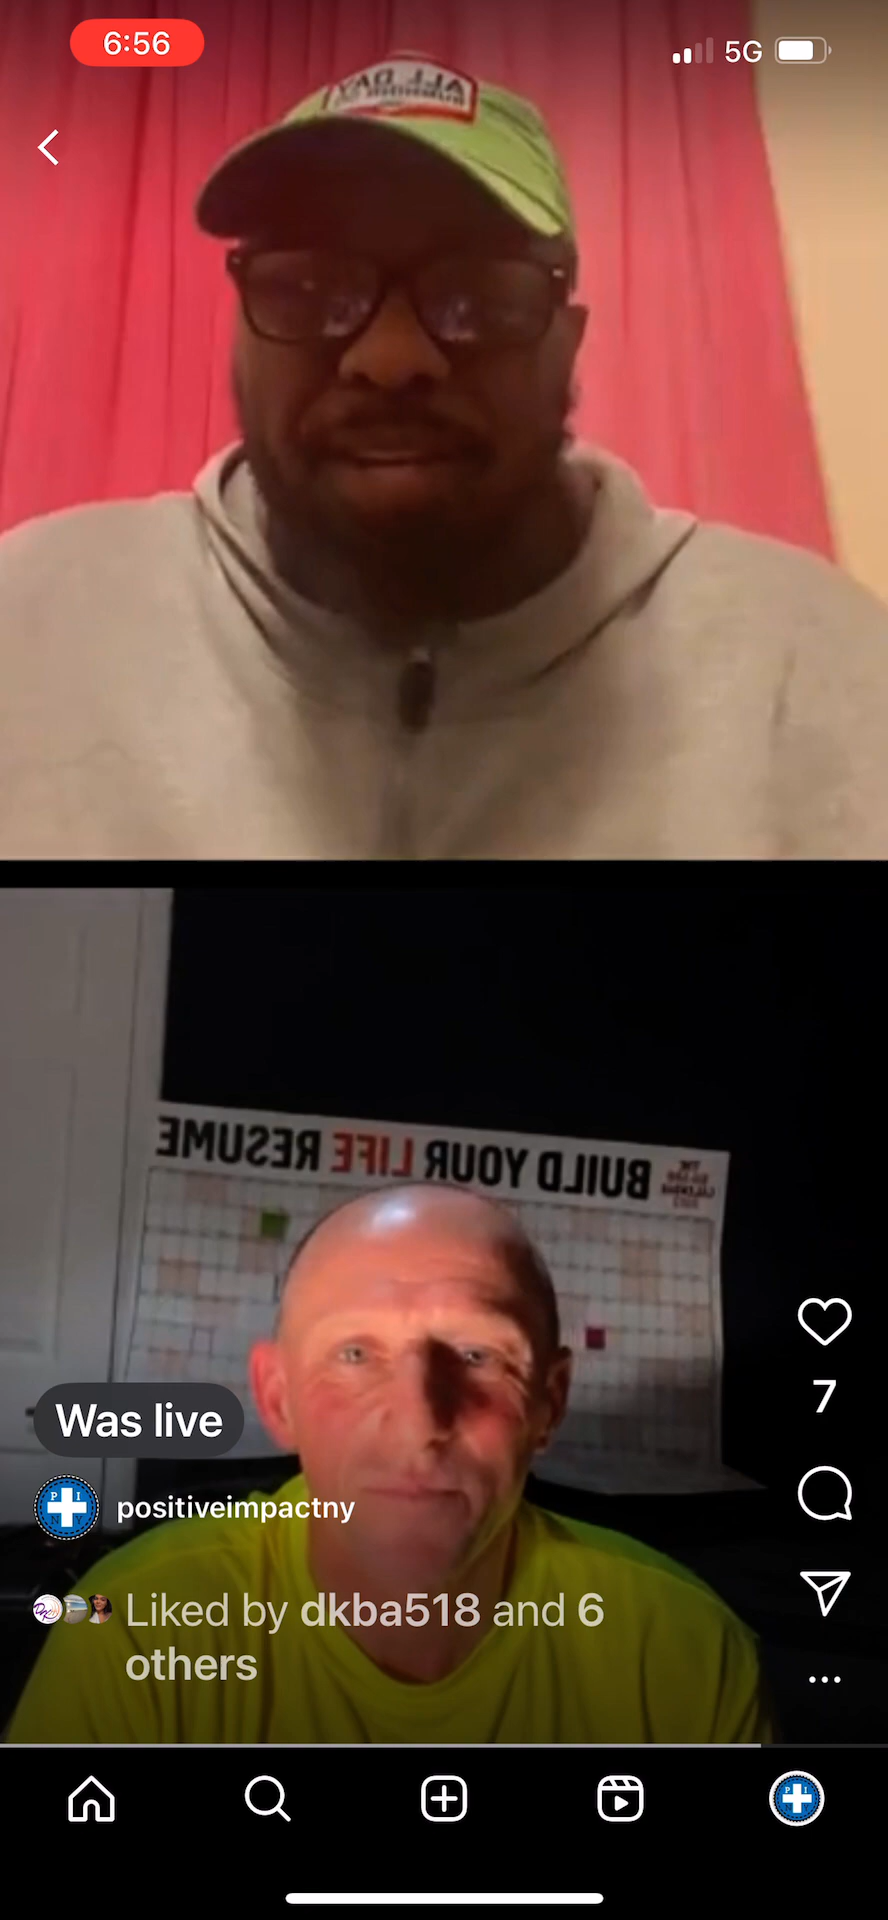 6:56
5G
ALL DAY
BUILD YOUR LIFE RESUME
Was live
positiveimpactny
Liked by dkba518 and 6
others
7